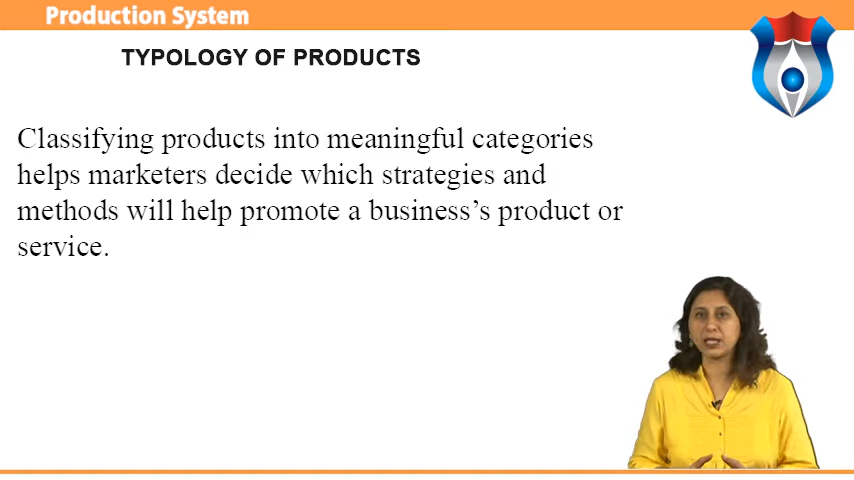 Production System
TYPOLOGY OF PRODUCTS
Classifying products into meaningful categories
helps marketers decide which strategies and
methods will help promote a business’s product or
service.